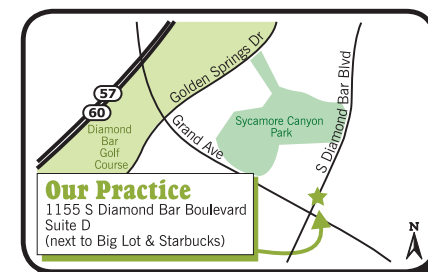 57
60
Golden Springs Dr
Diamond
Bar
Golf
Course
Grand Ave
Sycamore Canyon
Park
S Diamond Bar Blvd
Our Practice
1155 S Diamond Bar Boulevard
Suite D
(next to Big Lot & Starbucks)
N